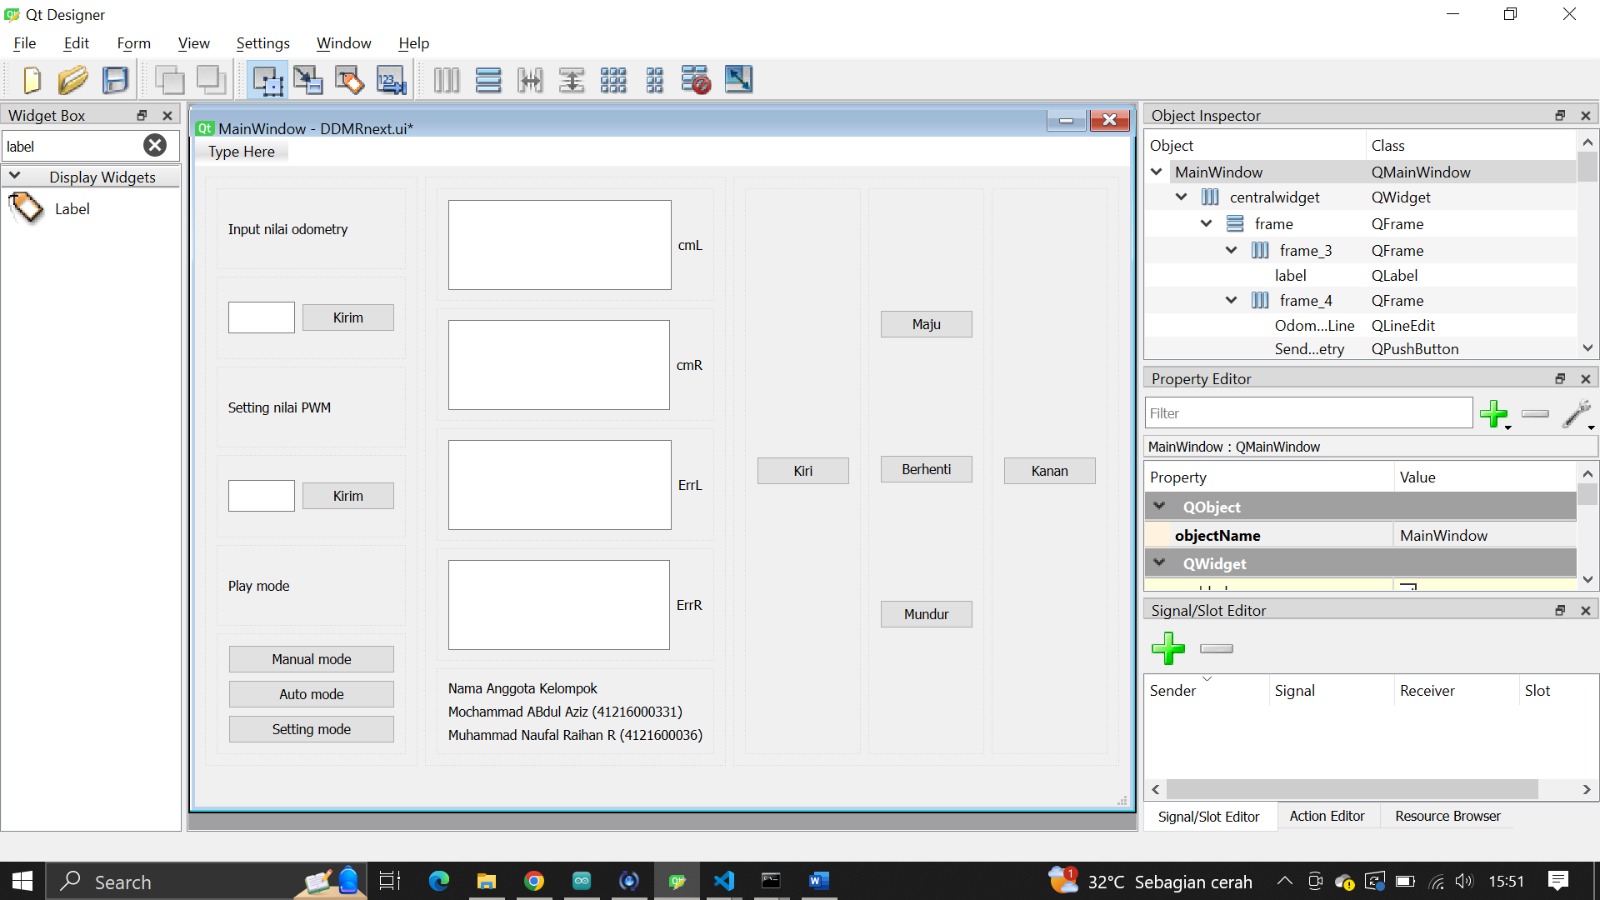 Qt Designer
File Edit Form View Settings Window Help
Widget Box
label
Display Widgets
Label
MainWindow - DDMRnext.ui*
Type Here
Input nilai odometry
Kirim
Setting nilai PWM
Kirim
Play mode
Manual mode
Auto mode
Setting mode
cmL
cmR
ErrL
ErrR
Nama Anggota Kelompok
Mochammad ABdul Aziz (41216000331)
Muhammad Naufal Raihan R (4121600036)
Maju
Kiri Berhenti Kanan
Mundur
Object Inspector
Object Class
MainWindow QMainWindow
centralwidget QWidget
frame QFrame
frame_3 QFrame
label QLabel
frame_4 QFrame
Odom...Line QLineEdit
Send...etry QPushButton
Property Editor
Filter
MainWindow : QMainWindow
Property Value
QObject
objectName MainWindow
QWidget
Signal/Slot Editor
Sender Signal Receiver Slot
Signal/Slot Editor Action Editor Resource Browser
Search
32°C Sebagian cerah
15:51